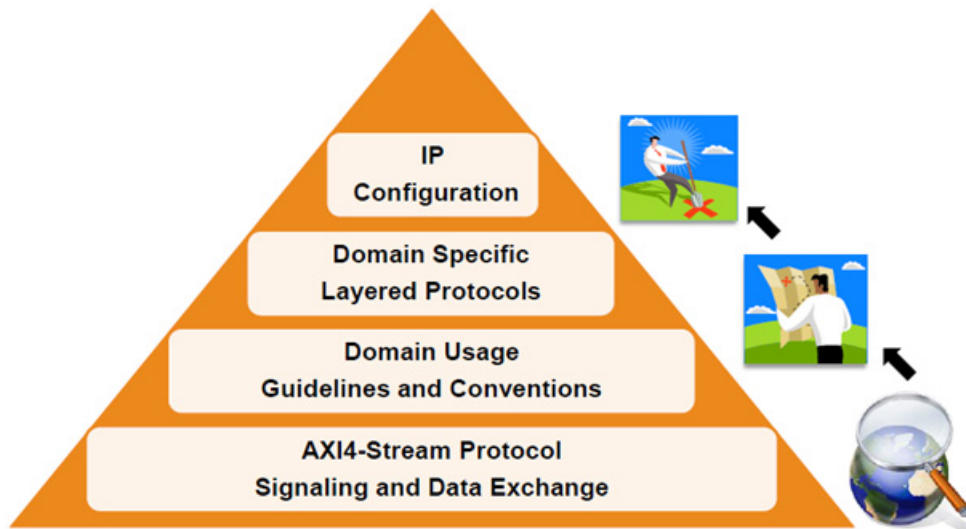 IP
Configuration
Domain Specific
Layered Protocols
Domain Usage
Guidelines and Conventions
AXI4-Stream Protocol
Signaling and Data Exchange